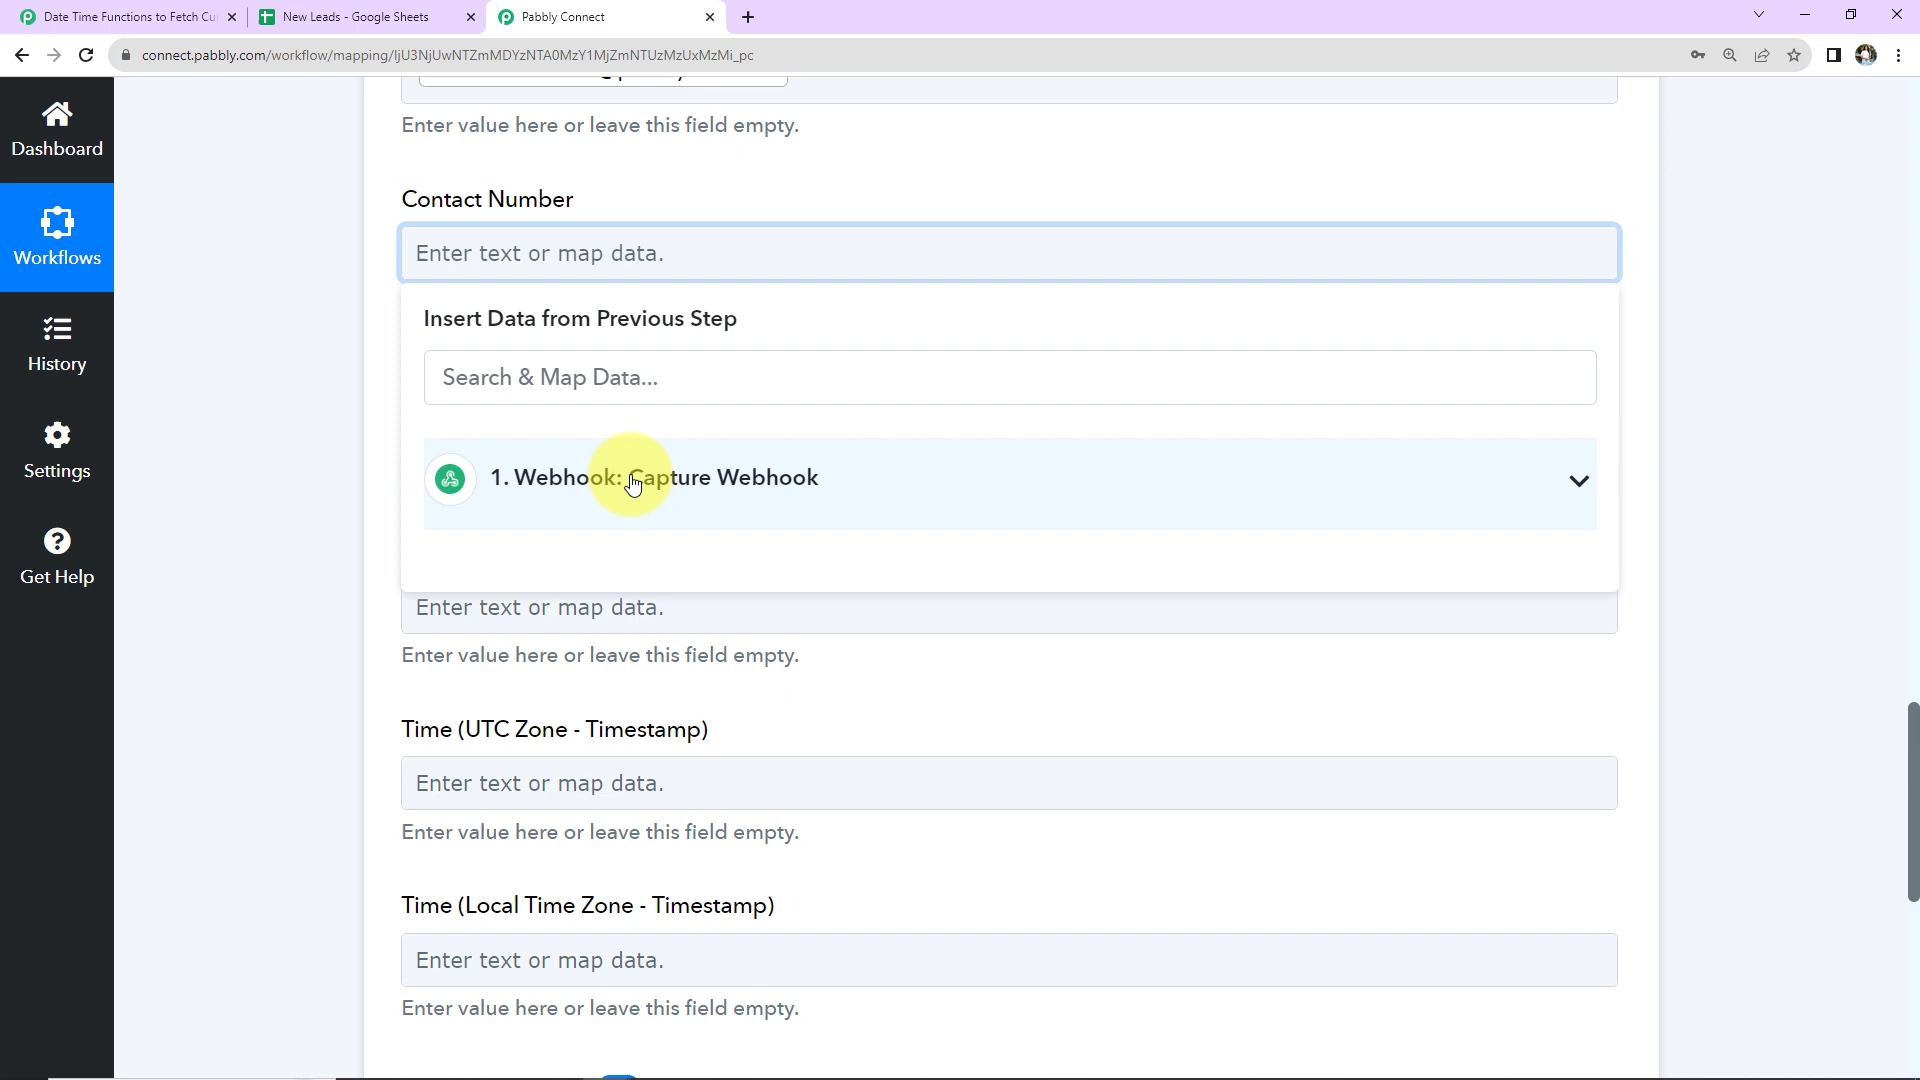 Date Time Functions to Fetch Cu
New Leads - Google Sheets
Pabbly Connect
connect.pabbly.com/workflow/mapping/IjU3NjUwNTZmMDYzNTA0MzY1MjZmNTUzMzUxMzMi_pc
Dashboard
Workflows
History
Settings
Get Help
Enter value here or leave this field empty.
Contact Number
Enter text or map data.
Insert Data from Previous Step
Search & Map Data...
1. Webhook: Capture Webhook
Enter text or map data.
Enter value here or leave this field empty.
Time (UTC Zone - Timestamp)
Enter text or map data.
Enter value here or leave this field empty.
Time (Local Time Zone - Timestamp)
Enter text or map data.
Enter value here or leave this field empty.